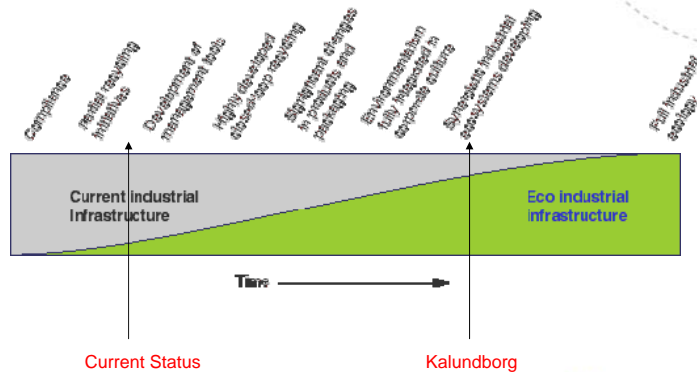 Compliance
Partial recycling
initiatives
Development of
management tools
Highly developed
closed-loop recycling
Significant changes
in products and
packaging
Environmentalism
fully integrated in
corporate culture
Synergistic industrial
ecosystems developing
Full industrial
ecology
Current industrial
infrastructure
Eco industrial
infrastructure
Time
Current Status
Kalundborg